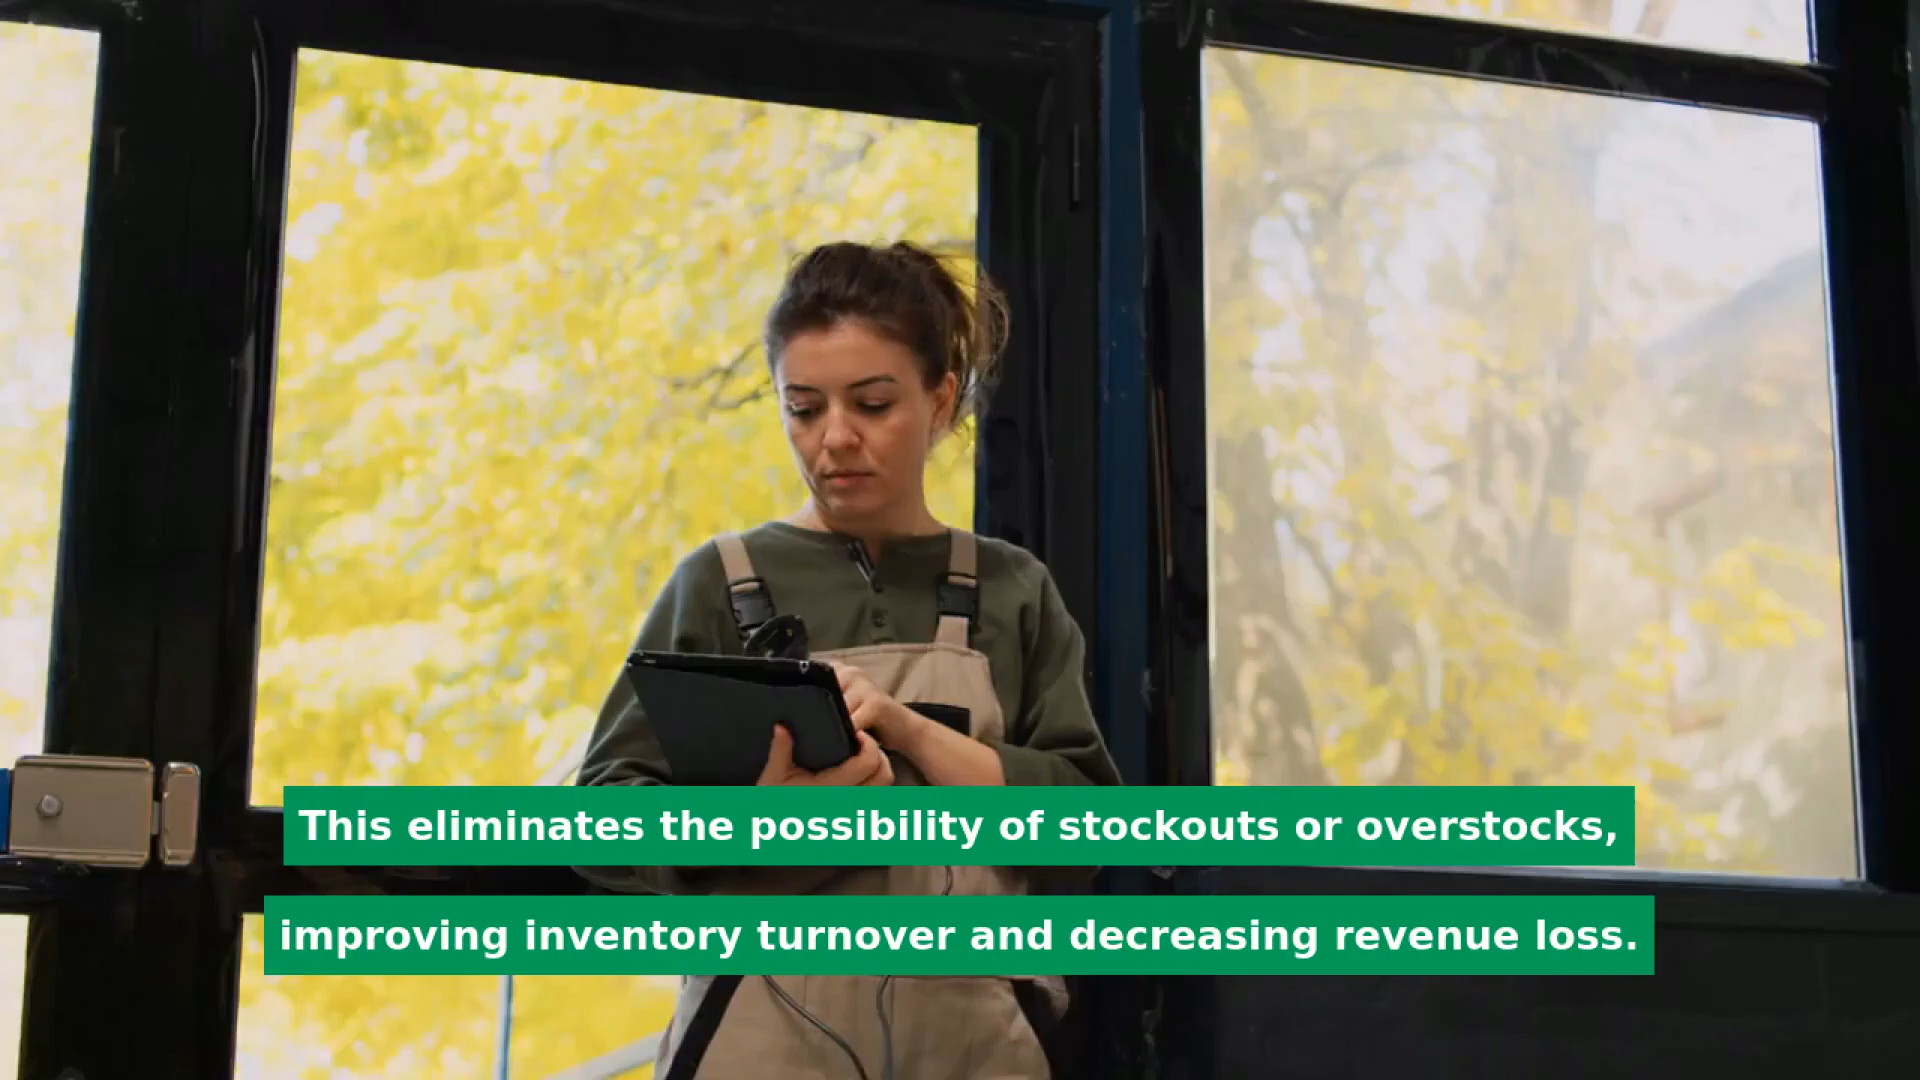 This eliminates the possibility of stockouts or overstocks,
improving inventory turnover and decreasing revenue loss.